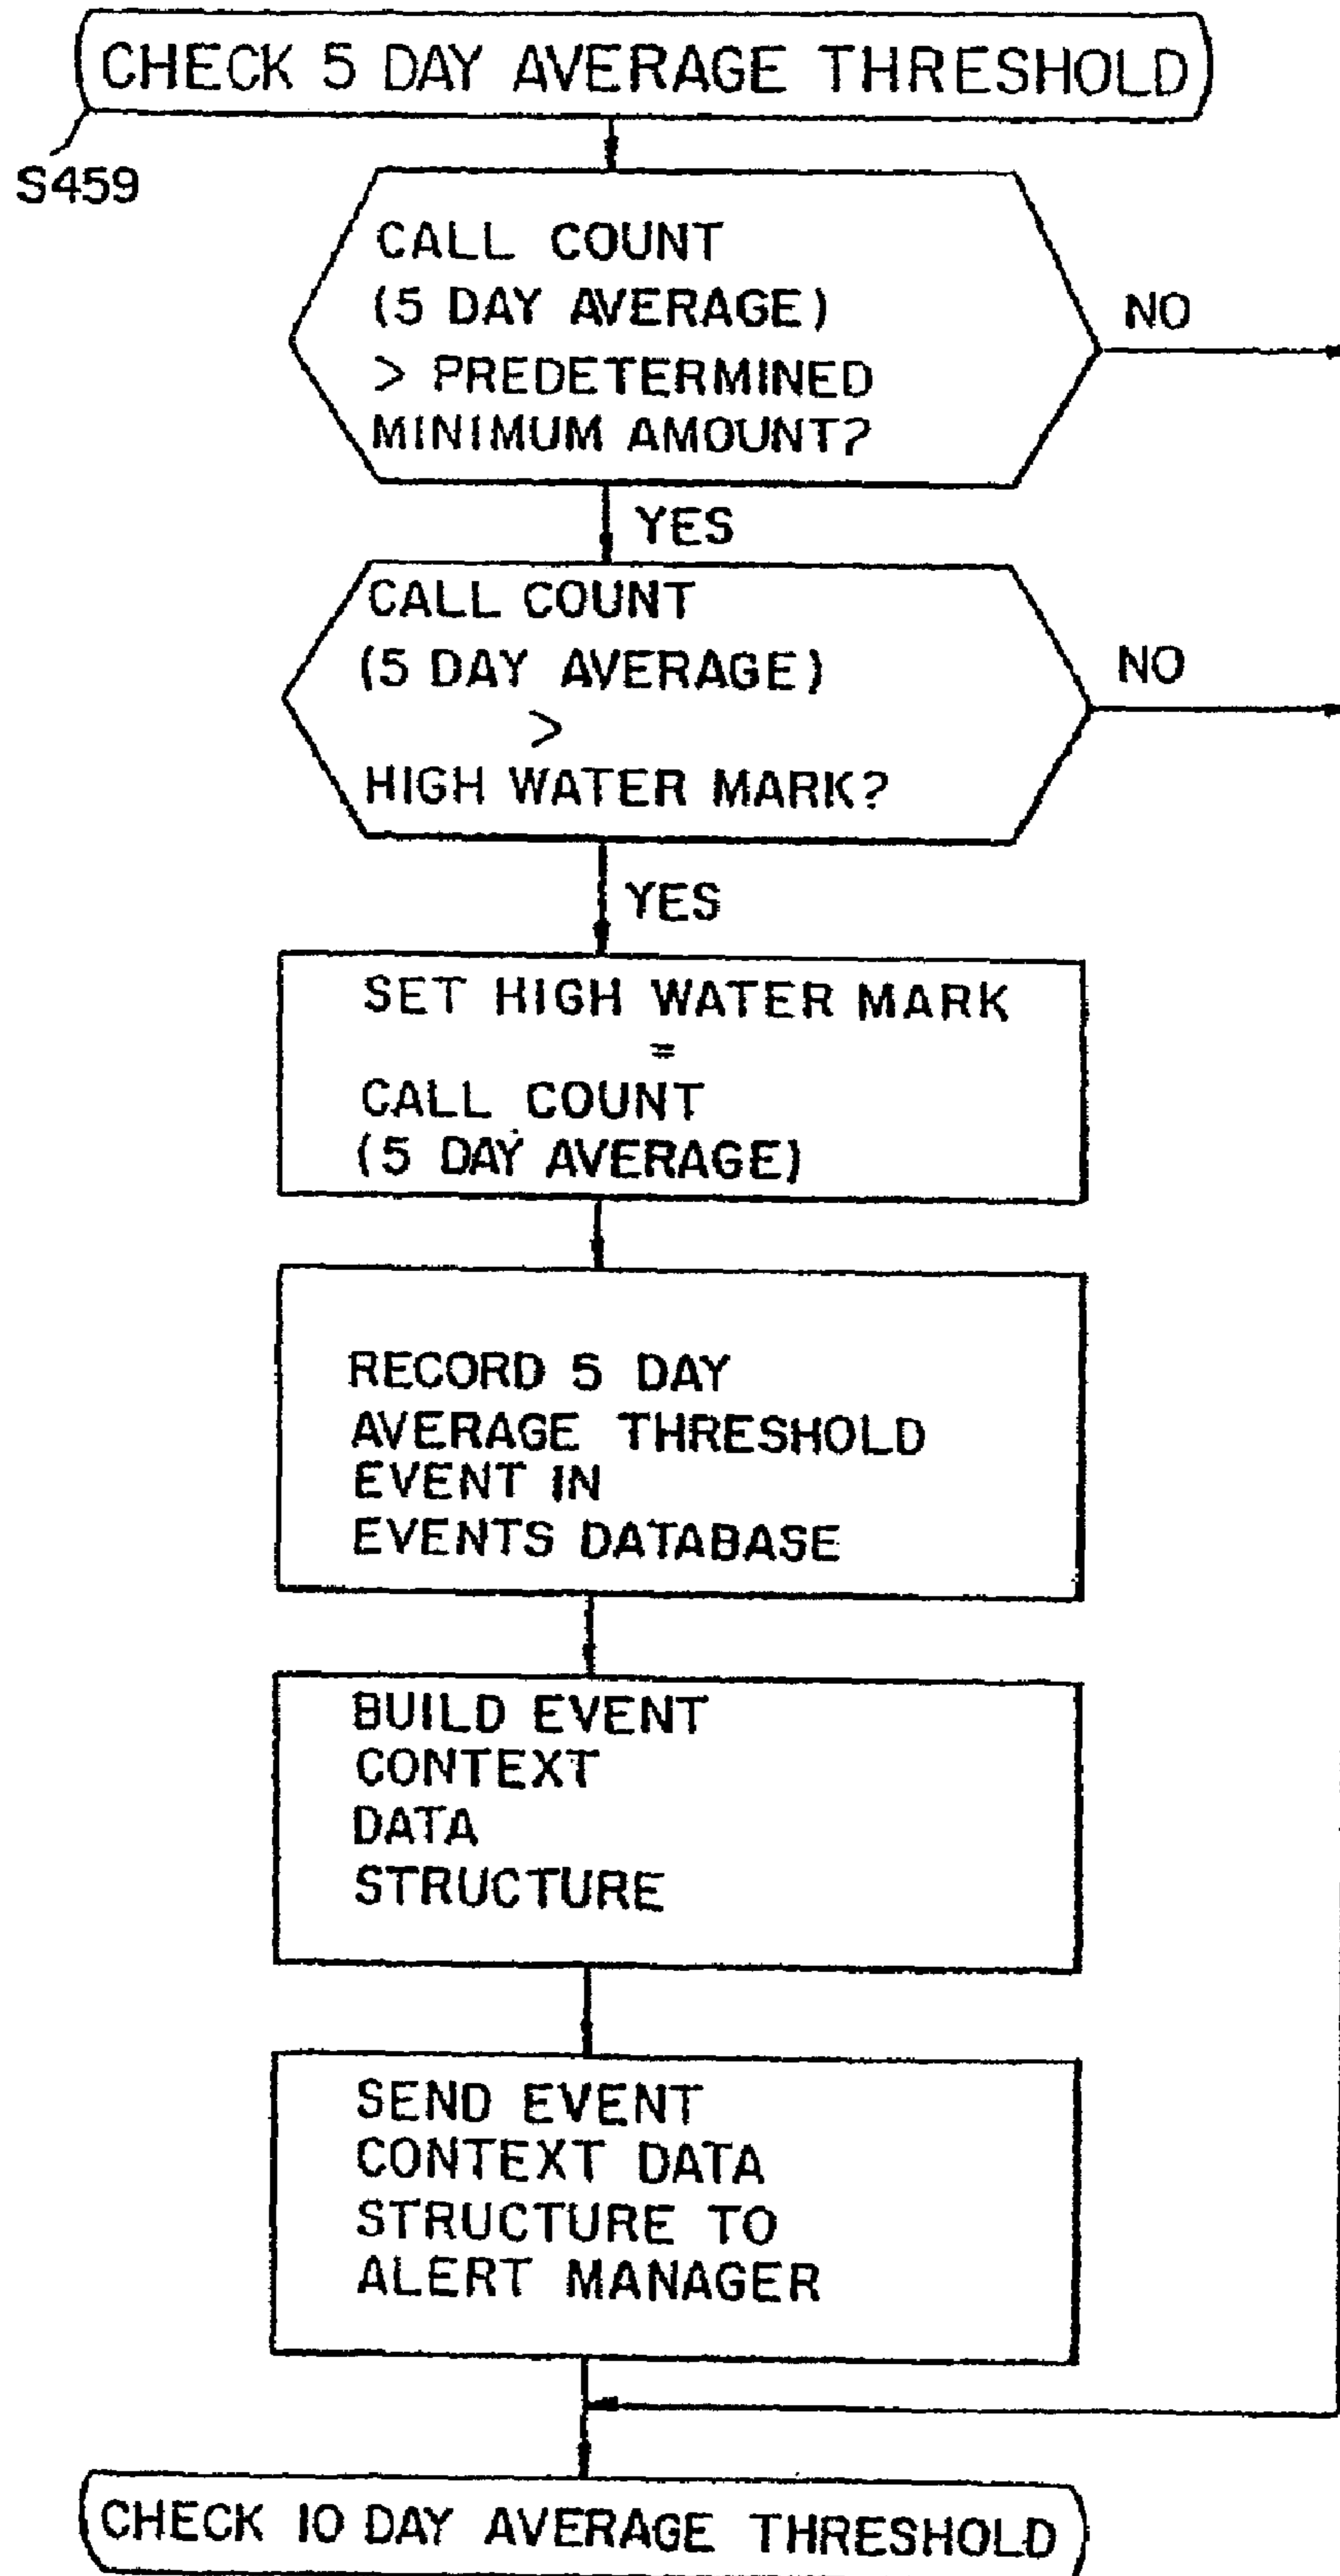 CHECK 5 DAY AVERAGE THRESHOLD
S459
CALL COUNT
(5 DAY AVERAGE)
> PREDETERMINED
MINIMUM AMOUNT?
NO
YES
CALL COUNT
(5 DAY AVERAGE)
>
HIGH WATER MARK?
NO
YES
SET HIGH WATER MARK
=
CALL COUNT
(5 DAY AVERAGE)
RECORD 5 DAY
AVERAGE THRESHOLD
EVENT IN
EVENTS DATABASE
BUILD EVENT
CONTEXT
DATA
STRUCTURE
SEND EVENT
CONTEXT DATA
STRUCTURE TO
ALERT MANAGER
CHECK 10 DAY AVERAGE THRESHOLD